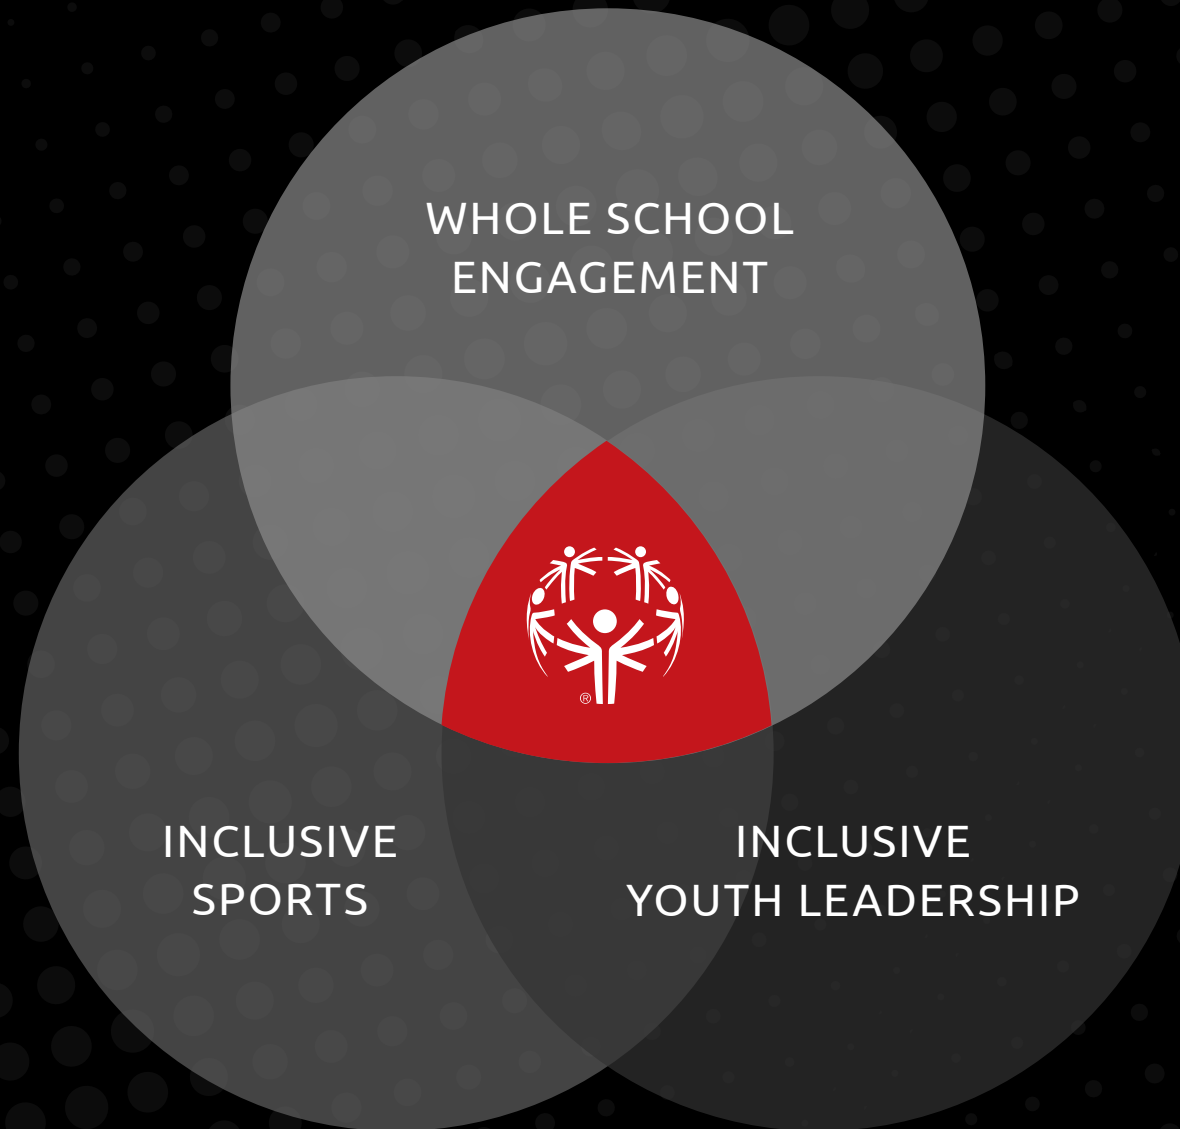 WHOLE SCHOOL
ENGAGEMENT
®
INCLUSIVE
SPORTS
INCLUSIVE
YOUTH LEADERSHIP